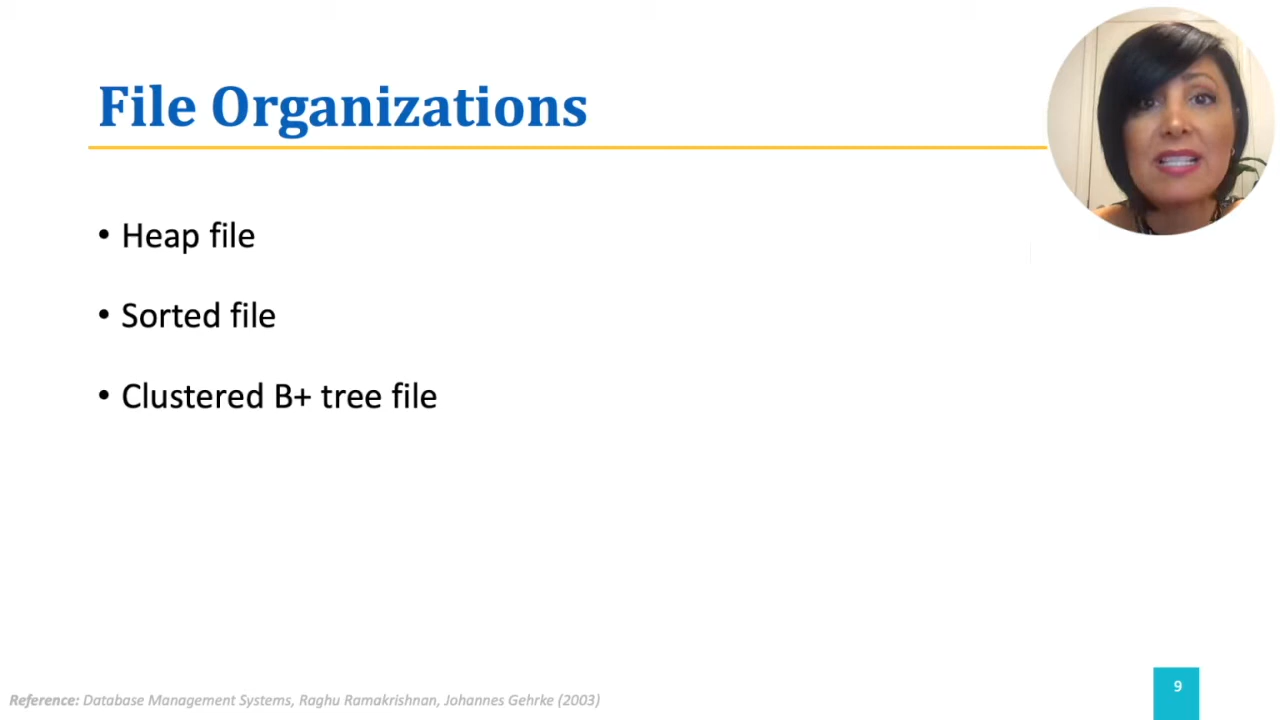 File Organizations
• Heap file
• Sorted file
• Clustered B+ tree file
Reference: Database Management Systems, Raghu Ramakrishnan, Johannes Gehrke (2003)
9